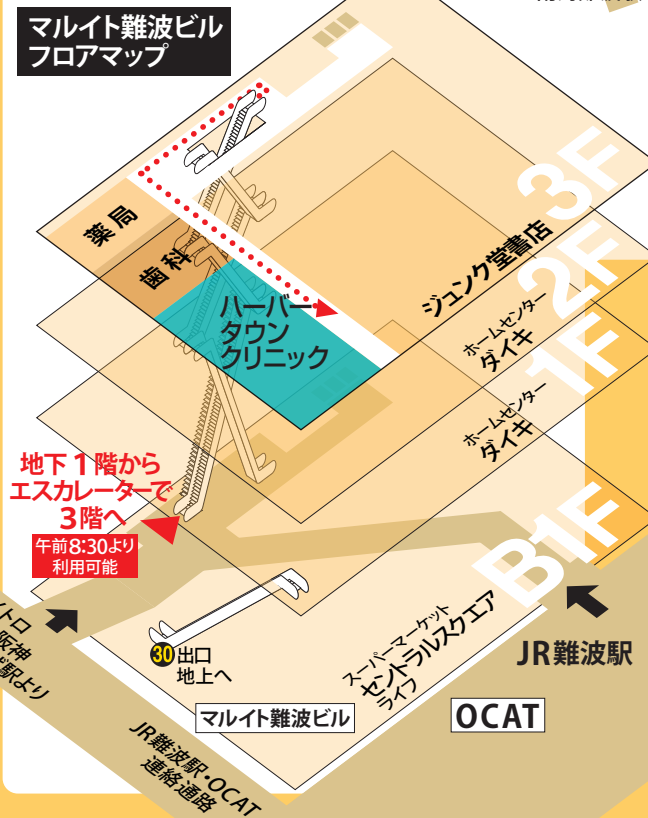 マルイト難波ビル
フロアマップ
3F
薬局
歯科
ハーバー
タウン
クリニック
ジュンク堂書店
2F
ホームセンター
ダイキ
1F
ホームセンター
ダイキ
地下1階から
エスカレーターで
3階へ
午前8:30より
利用可能
B1F
トロ
阪神
駅より
30 出口
地上へ
スーパーマーケット
セントラルスクエア
ライフ
JR難波駅
マルイト難波ビル
OCAT
JR難波駅・OCAT
連絡通路